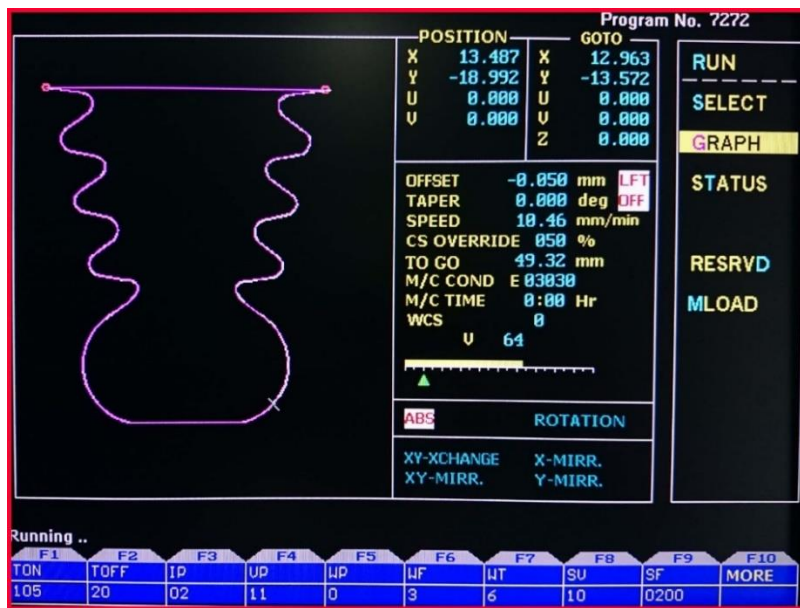 Program No. 7272
POSITION
X 13.487
Y -18.992
U 0.000
V 0.000
GOTO
X 12.963
Y -13.572
U 0.000
V 0.000
Z 0.000
OFFSET -0.050 mm LFT
TAPER 0.000 deg OFF
SPEED 10.46 mm/min
CS OVERRIDE 050 %
TO GO 49.32 mm
M/C COND E 03030
M/C TIME 0:00 Hr
WCS 0
V 64
ABS ROTATION
XY-XCHANGE X-MIRR.
XY-MIRR. Y-MIRR.
RUN
SELECT
GRAPH
STATUS
RESRVD
MLOAD
Running ..
F1 F2 F3 F4 F5 F6 F7 F8 F9 F10
TON TOFF IP VP WP WF WT SV SF MORE
105 20 02 11 0 3 6 10 0200